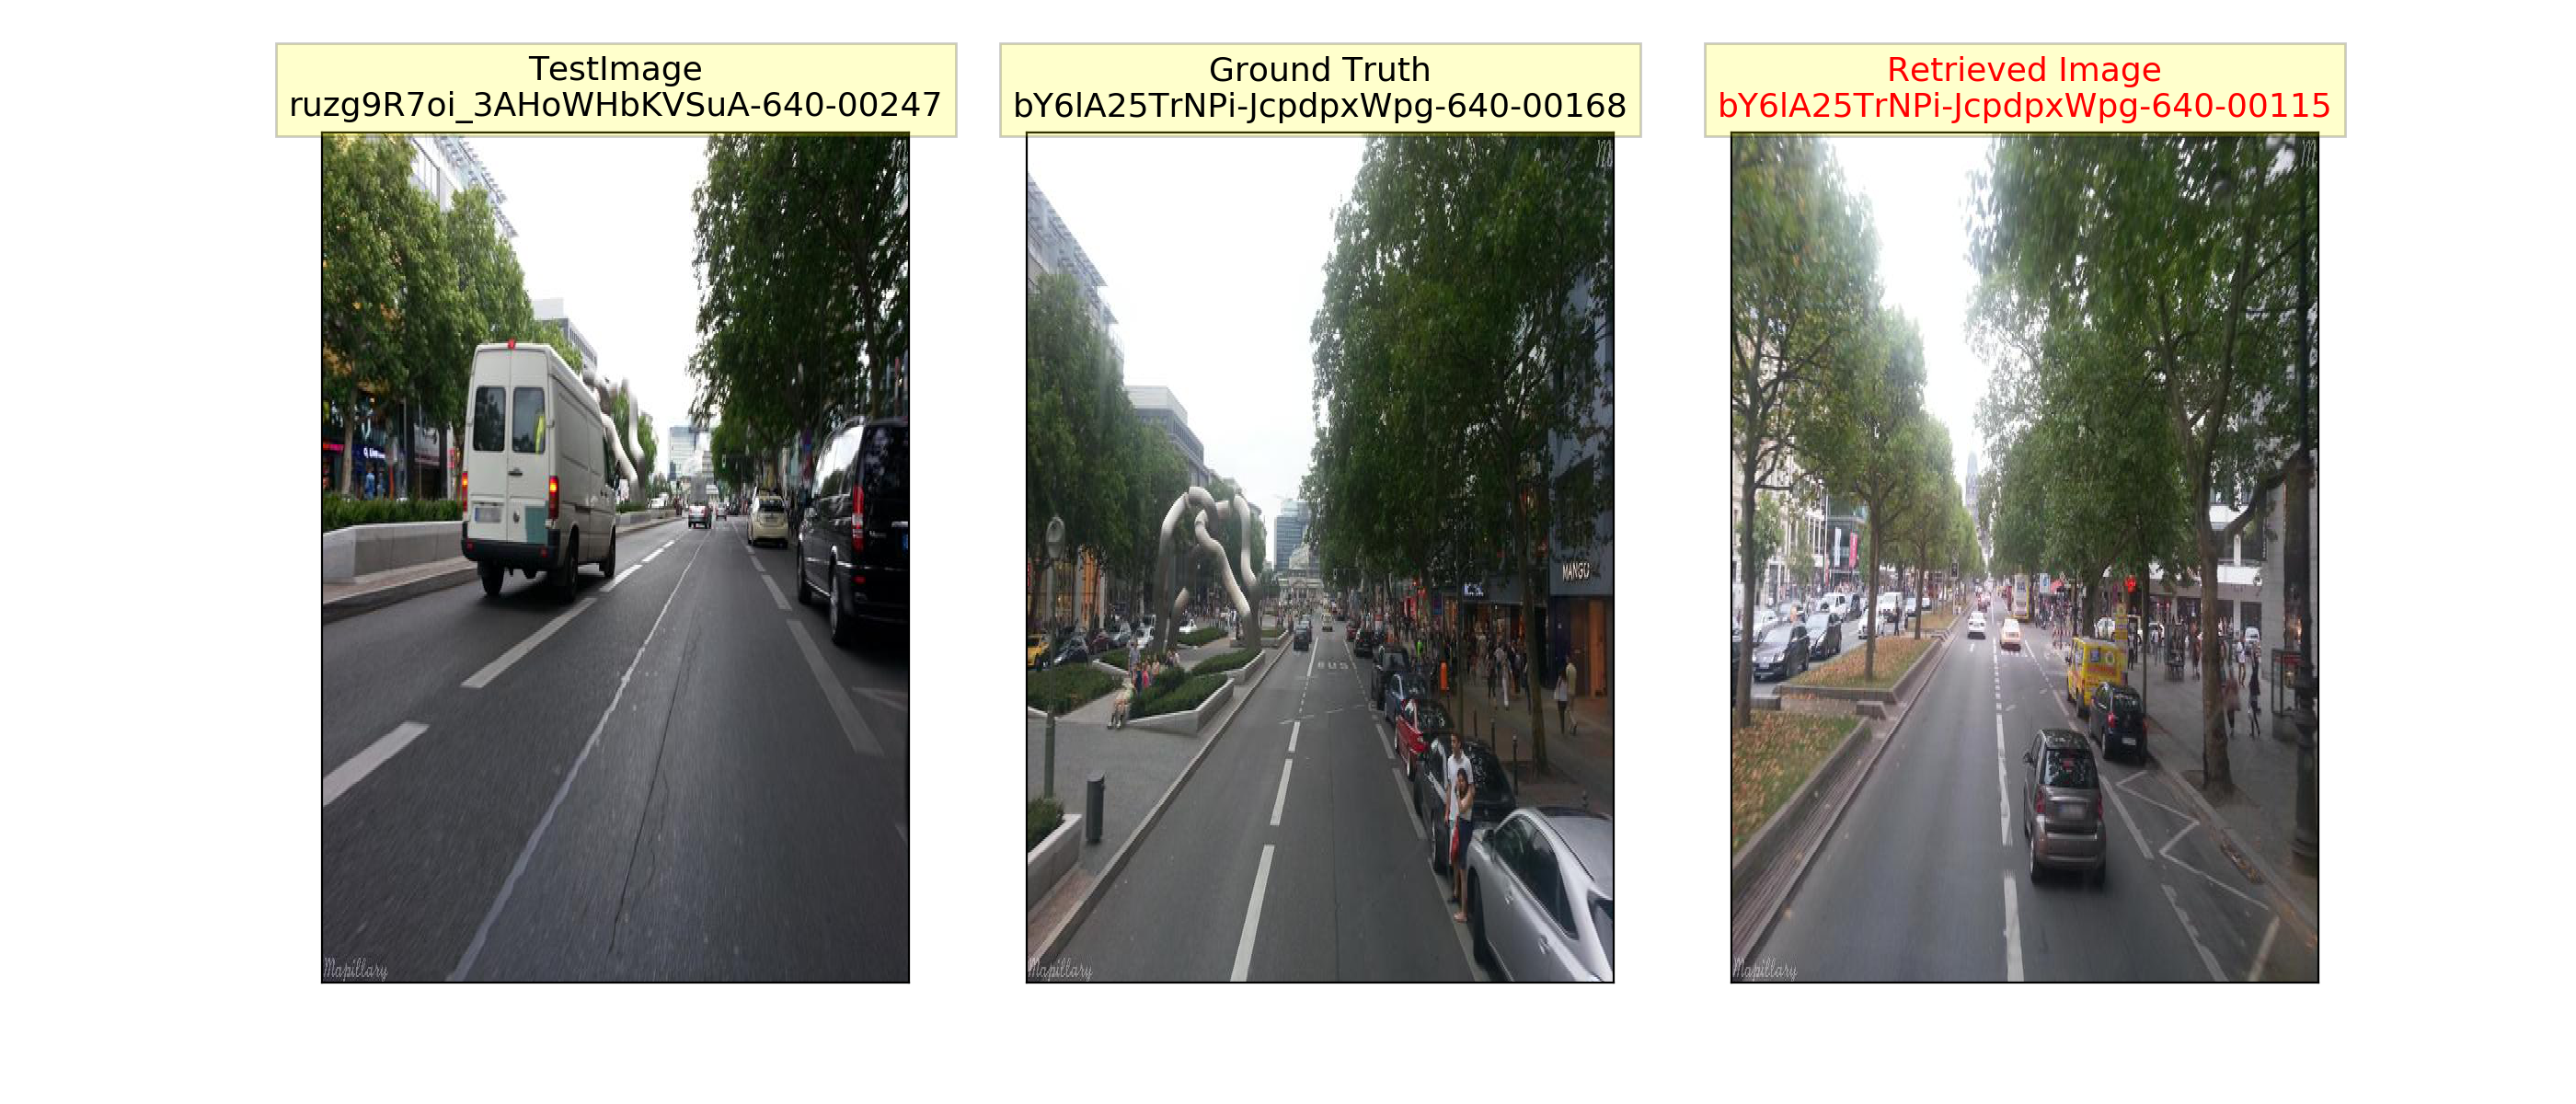 TestImage
ruzg9R7oi_3AHoWHbKVSuA-640-00247
Ground Truth
bY6lA25TrNPi-JcpdpxWpg-640-00168
Retrieved Image
bY6lA25TrNPi-JcpdpxWpg-640-00115
MANGO
BUS
Mapillary
Mapillary
Mapillary